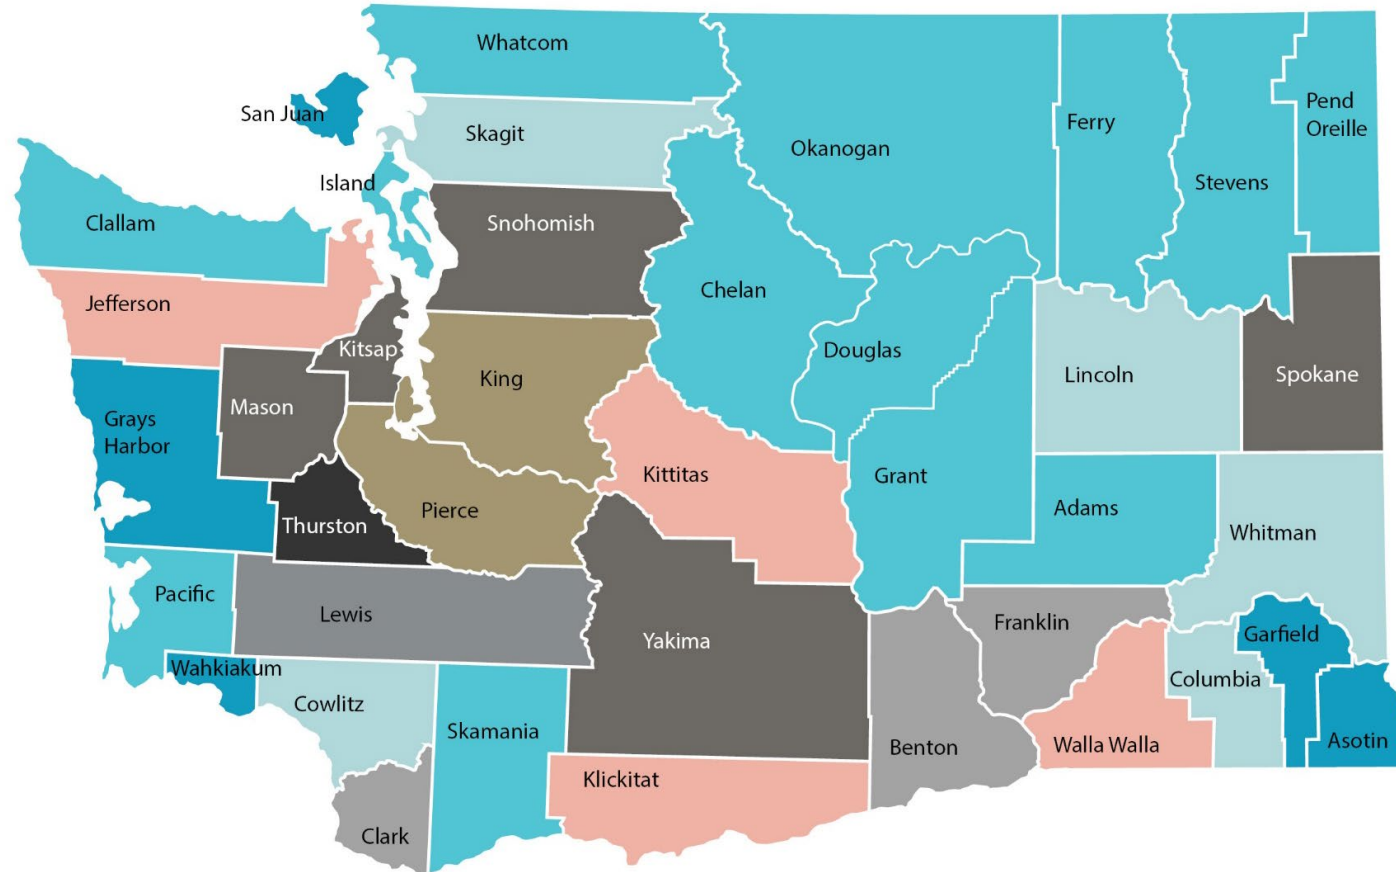 Whatcom
San Juan
Skagit
Island
Clallam
Snohomish
Okanogan
Ferry
Pend
Oreille
Stevens
Jefferson
Chelan
Kitsap
King
Douglas
Lincoln
Spokane
Mason
Grays
Harbor
Kittitas
Grant
Adams
Pierce
Thurston
Whitman
Pacific
Lewis
Yakima
Franklin
Garfield
Wahkiakum
Columbia
Cowlitz
Skamania
Benton
Walla Walla
Asotin
Klickitat
Clark